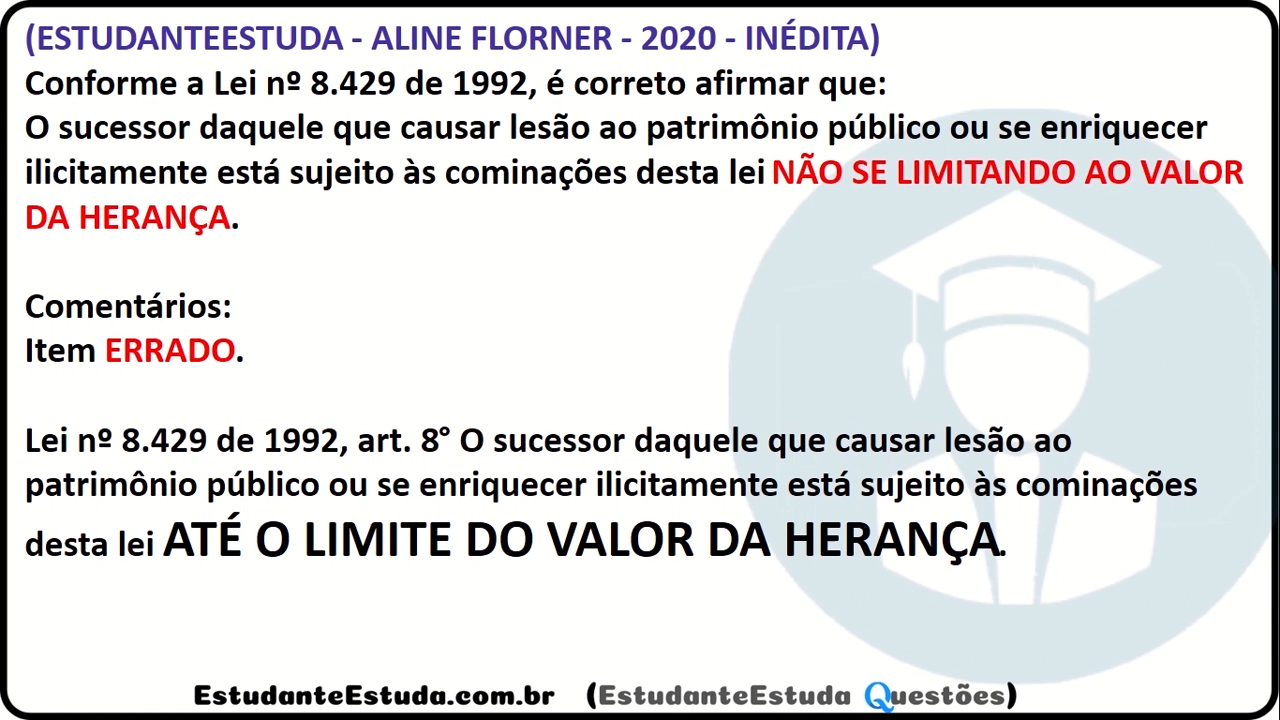 (ESTUDANTEESTUDA - ALINE FLORNER - 2020 - INÉDITA)
Conforme a Lei nº 8.429 de 1992, é correto afirmar que:
O sucessor daquele que causar lesão ao patrimônio público ou se enriquecer
ilicitamente está sujeito às cominações desta lei NÃO SE LIMITANDO AO VALOR
DA HERANÇA.
Comentários:
Item ERRADO.
Lei nº 8.429 de 1992, art. 8° O sucessor daquele que causar lesão ao
patrimônio público ou se enriquecer ilicitamente está sujeito às cominações
desta lei ATÉ O LIMITE DO VALOR DA HERANÇA.
EstudanteEstuda.com.br (EstudanteEstuda Questões)